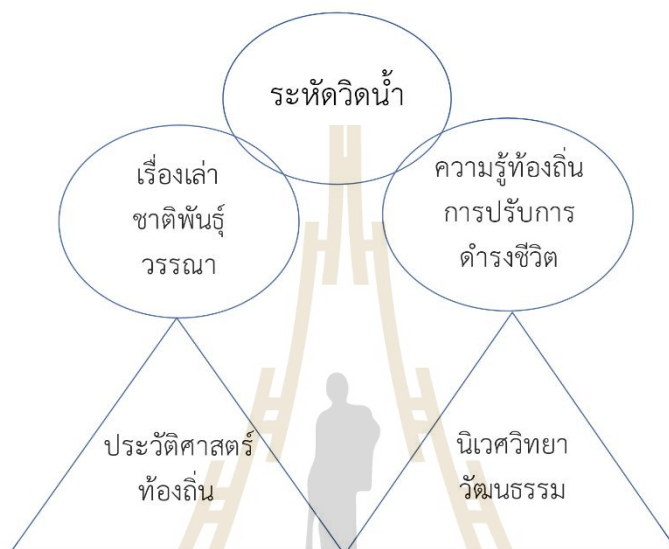 ระหัดวิดน้ำ
เรื่องเล่า
ชาติพันธุ์
วรรณา
ความรู้ท้องถิ่น
การปรับการ
ดำรงชีวิต
ประวัติศาสตร์
ท้องถิ่น
นิเวศวิทยา
วัฒนธรรม